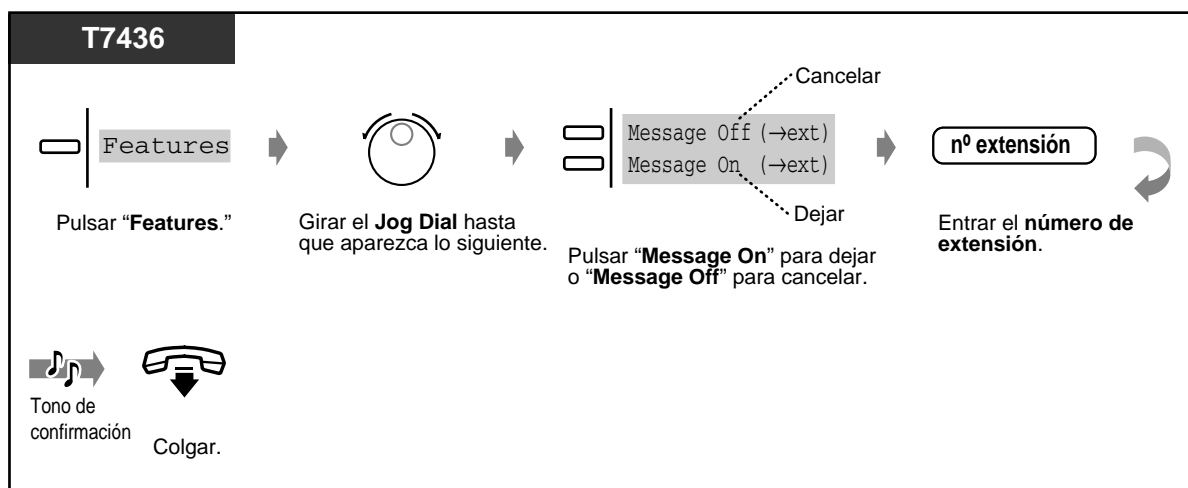 T7436
Cancelar
Features
Message Off (→ext)
Message On (→ext)
nº extensión
Dejar
Pulsar “Features.”
Girar el Jog Dial hasta
que aparezca lo siguiente.
Pulsar “Message On” para dejar
o “Message Off” para cancelar.
Entrar el número de
extensión.
Tono de
confirmación
Colgar.